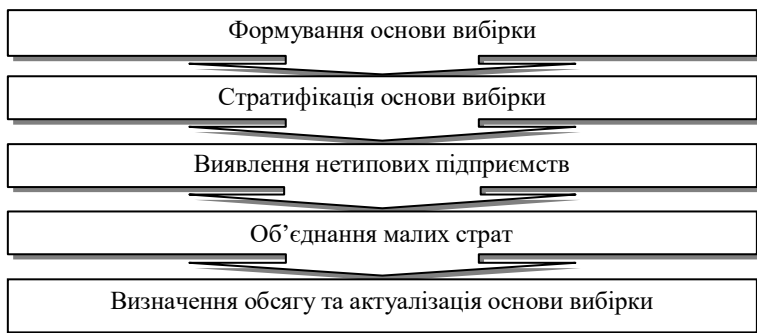 Формування основи вибірки
Стратифікація основи вибірки
Виявлення нетипових підприємств
Об’єднання малих страт
Визначення обсягу та актуалізація основи вибірки